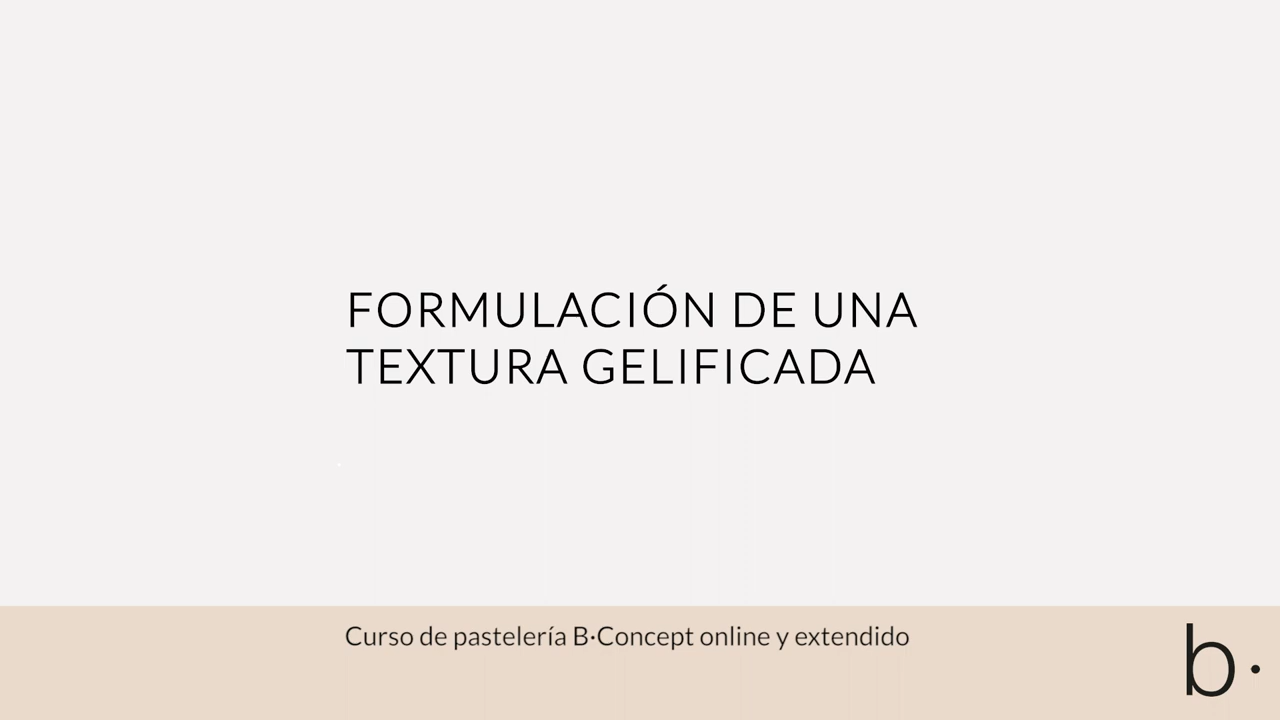 FORMULACIÓN DE UNA
TEXTURA GELIFICADA
Curso de pastelería B·Concept online y extendido
b·